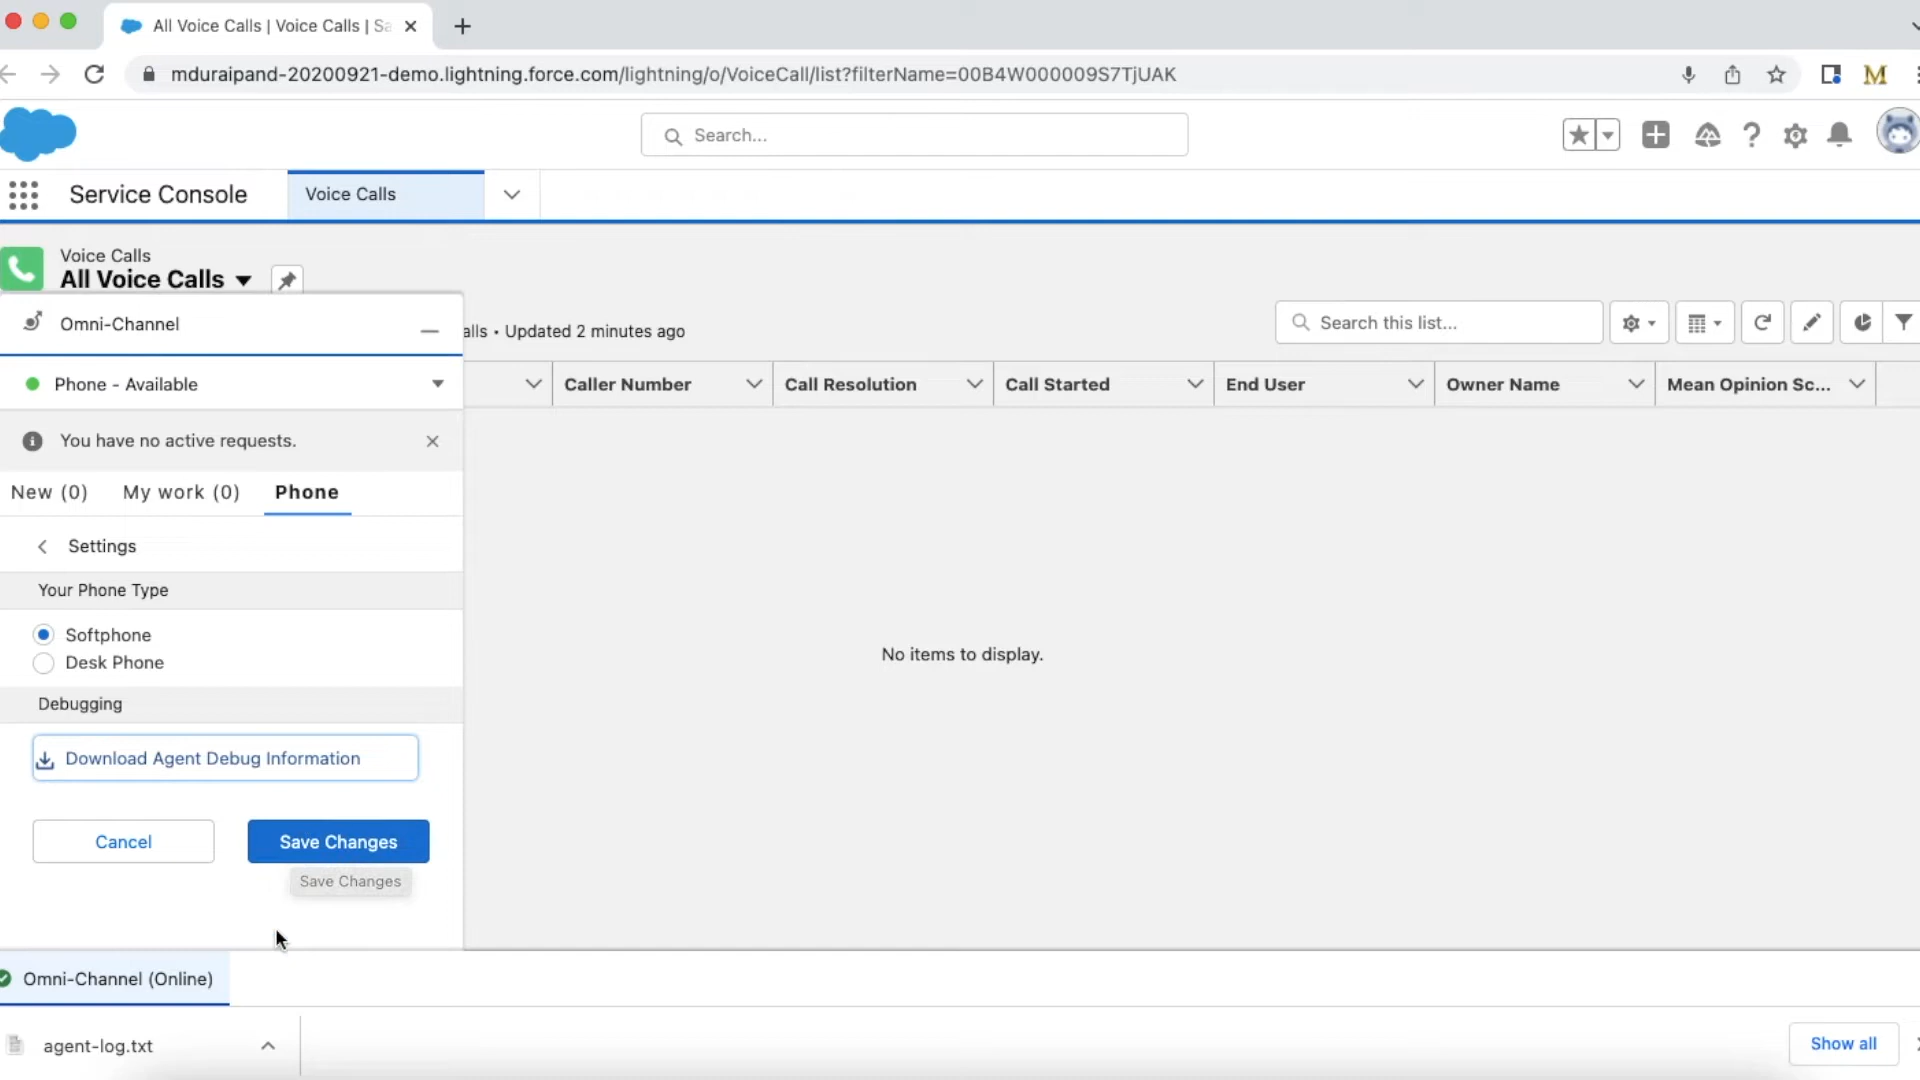 All Voice Calls | Voice Calls | Sa
mduraipand-20200921-demo.lightning.force.com/lightning/o/VoiceCall/list?filterName=00B4W000009S7TjUAK
M
Search...
Service Console
Voice Calls
Voice Calls
All Voice Calls
Omni-Channel
alls • Updated 2 minutes ago
Search this list...
Phone - Available
Caller Number
Call Resolution
Call Started
End User
Owner Name
Mean Opinion Sc...
You have no active requests.
New (0)
My work (0)
Phone
Settings
Your Phone Type
Softphone
Desk Phone
No items to display.
Debugging
Download Agent Debug Information
Cancel
Save Changes
Save Changes
Omni-Channel (Online)
agent-log.txt
Show all